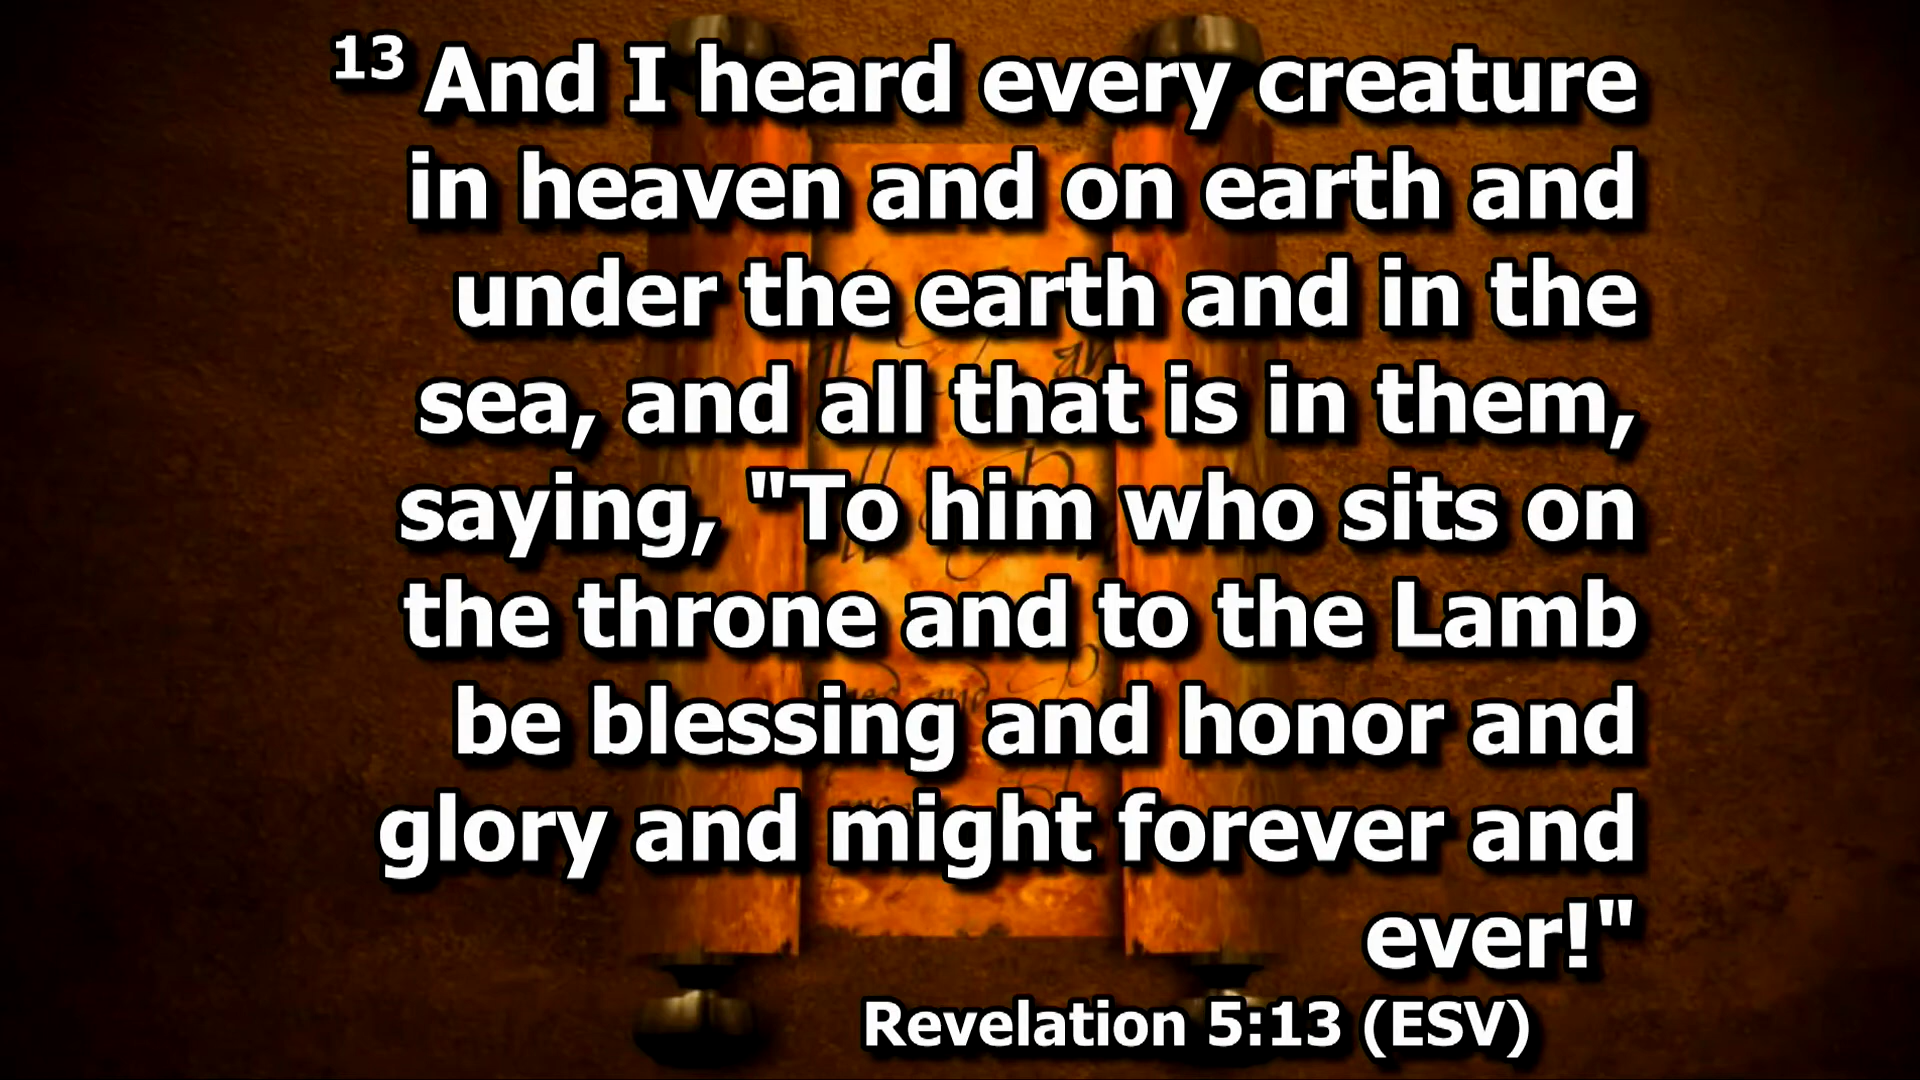 13 And I heard every creature
in heaven and on earth and
under the earth and in the
sea, and all that is in them,
saying, "To him who sits on
the throne and to the Lamb
be blessing and honor and
glory and might forever and
ever!"
Revelation 5:13 (ESV)